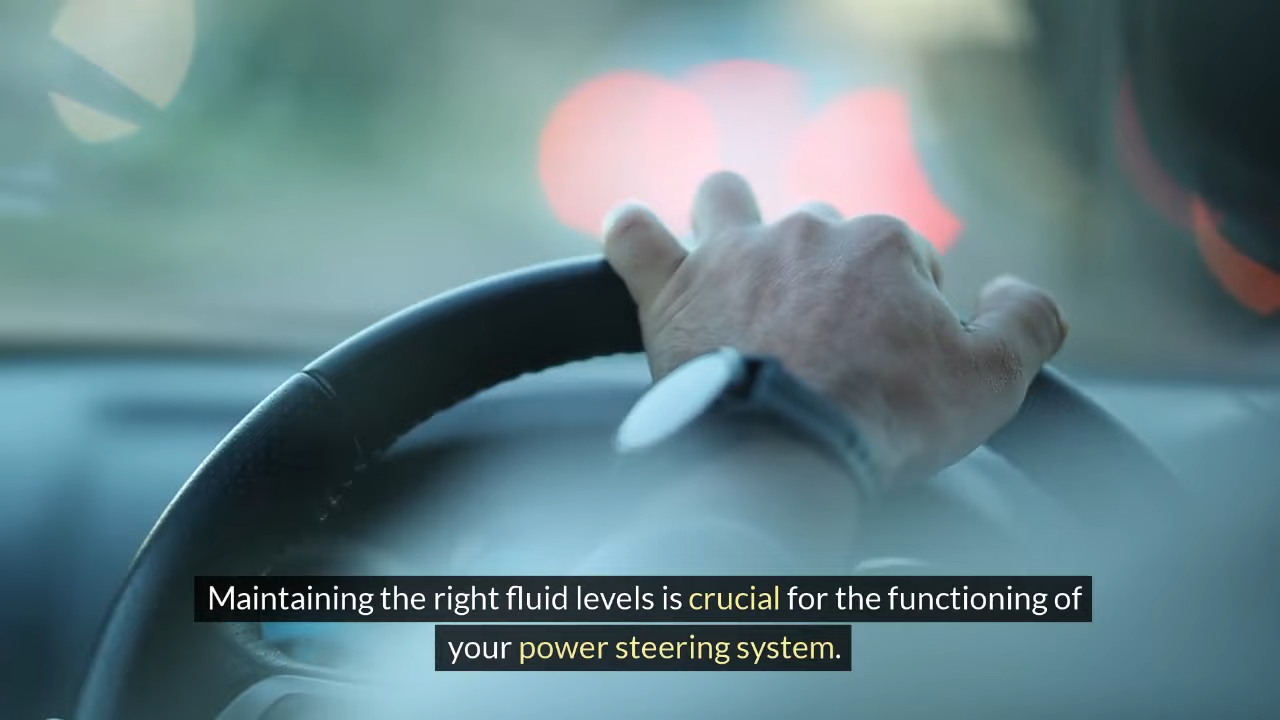 Maintaining the right fluid levels is crucial for the functioning of
your power steering system.